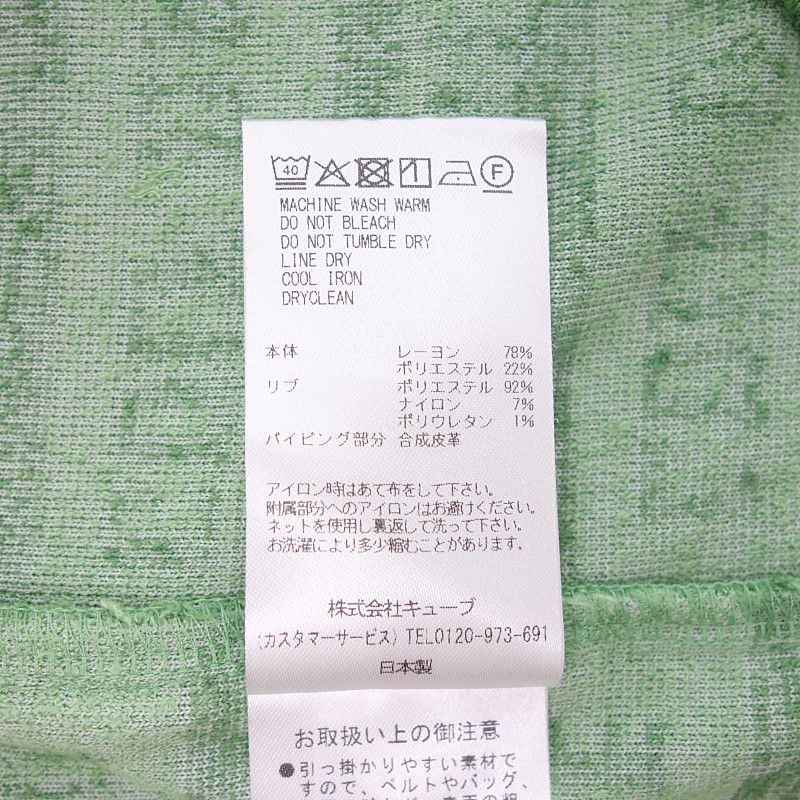 40 1 F
MACHINE WASH WARM
DO NOT BLEACH
DO NOT TUMBLE DRY
LINE DRY
COOL IRON
DRYCLEAN
本体 レーヨン 78%
ポリエステル 22%
リブ ポリエステル 92%
ナイロン 7%
ポリウレタン 1%
パイピング部分 合成皮革
アイロン時はあて布をして下さい。
附属部分へのアイロンはお避けください。
ネットを使用し裏返して洗って下さい。
お洗濯により多少縮むことがあります。
株式会社キューブ
(カスタマーサービス) TEL0120-973-691
日本製
お取扱い上の御注意
●引っ掛かりやすい素材で
すので、ベルトやバッグ、